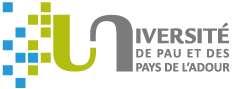 UNIVERSITÉ
DE PAU ET DES
PAYS DE L'ADOUR